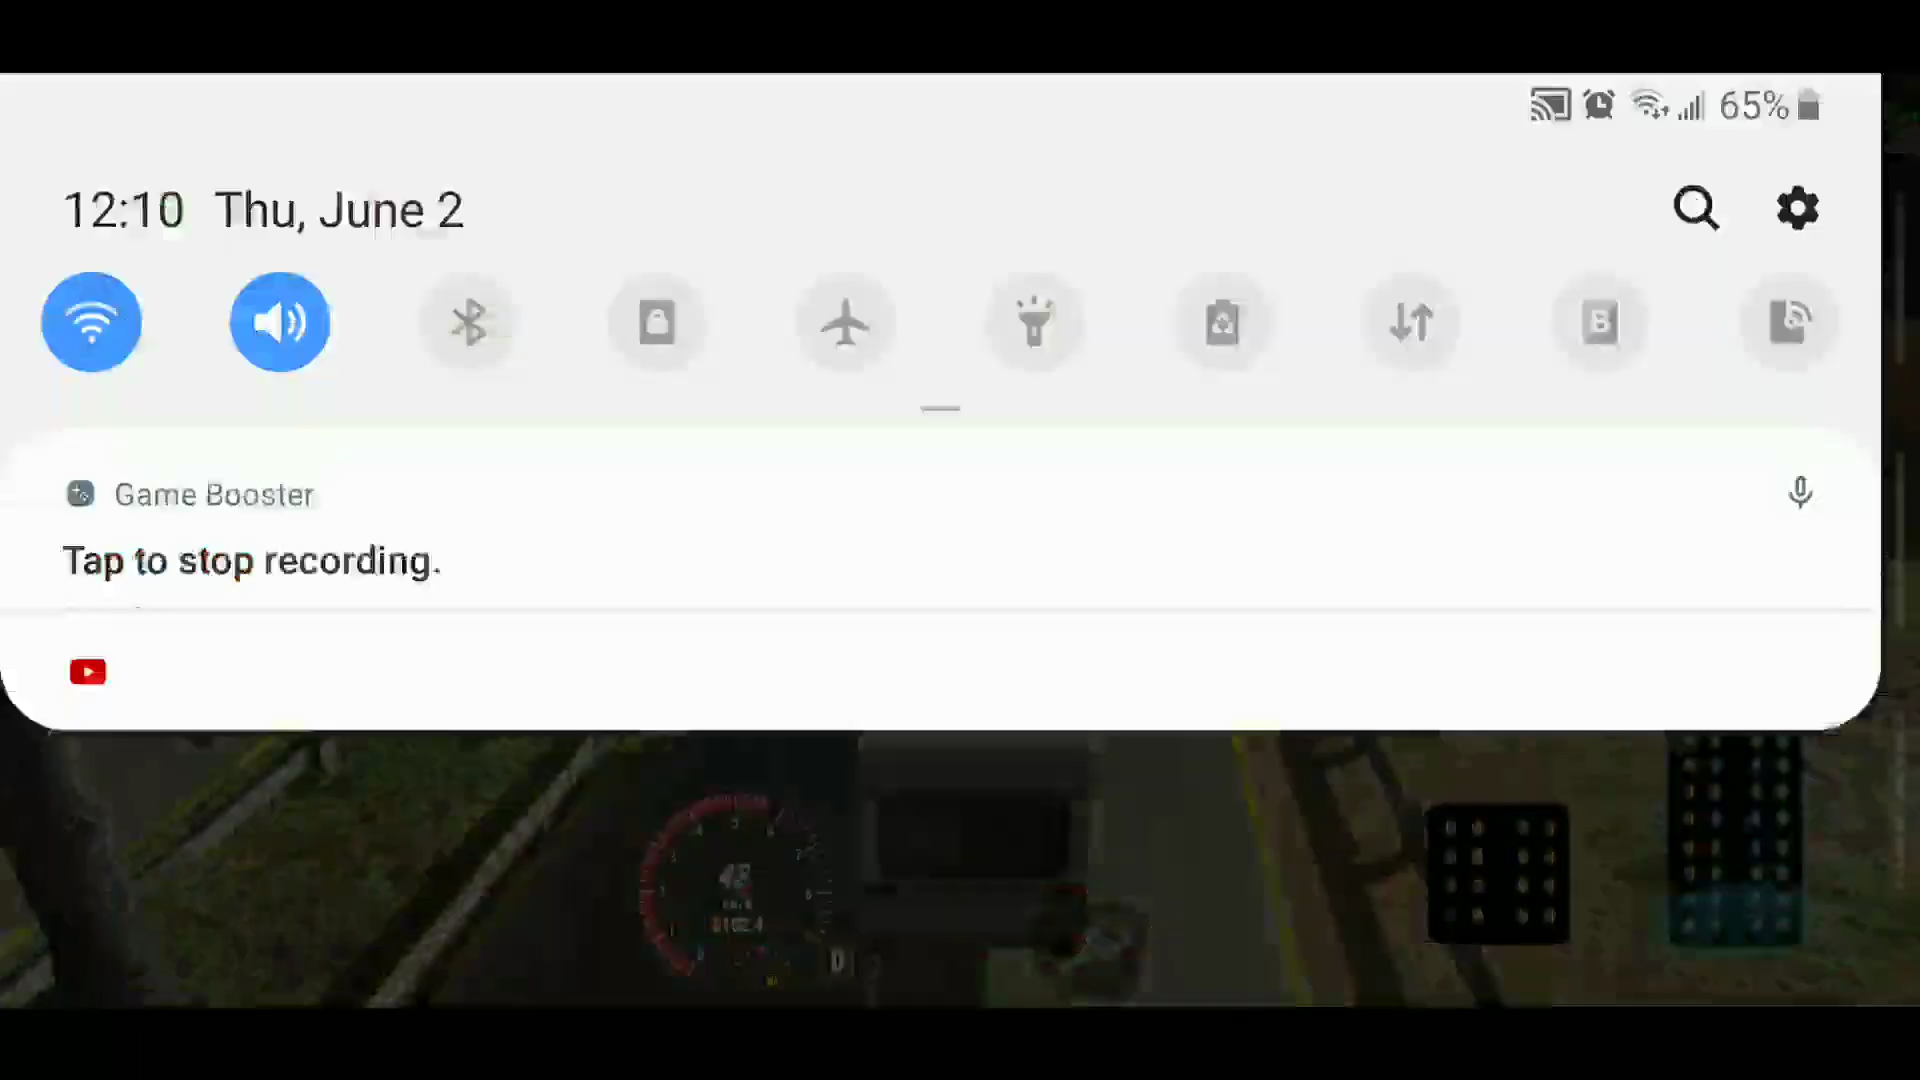 65%
12:10 Thu, June 2
B
Game Booster
Tap to stop recording.
D